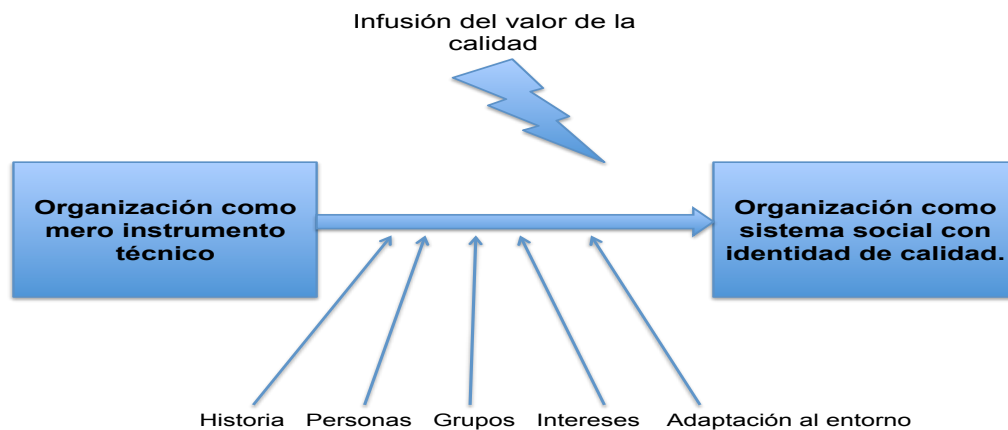 Infusión del valor de la
calidad
Organización como
mero instrumento
técnico
Organización como
sistema social con
identidad de calidad.
Historia Personas Grupos Intereses Adaptación al entorno